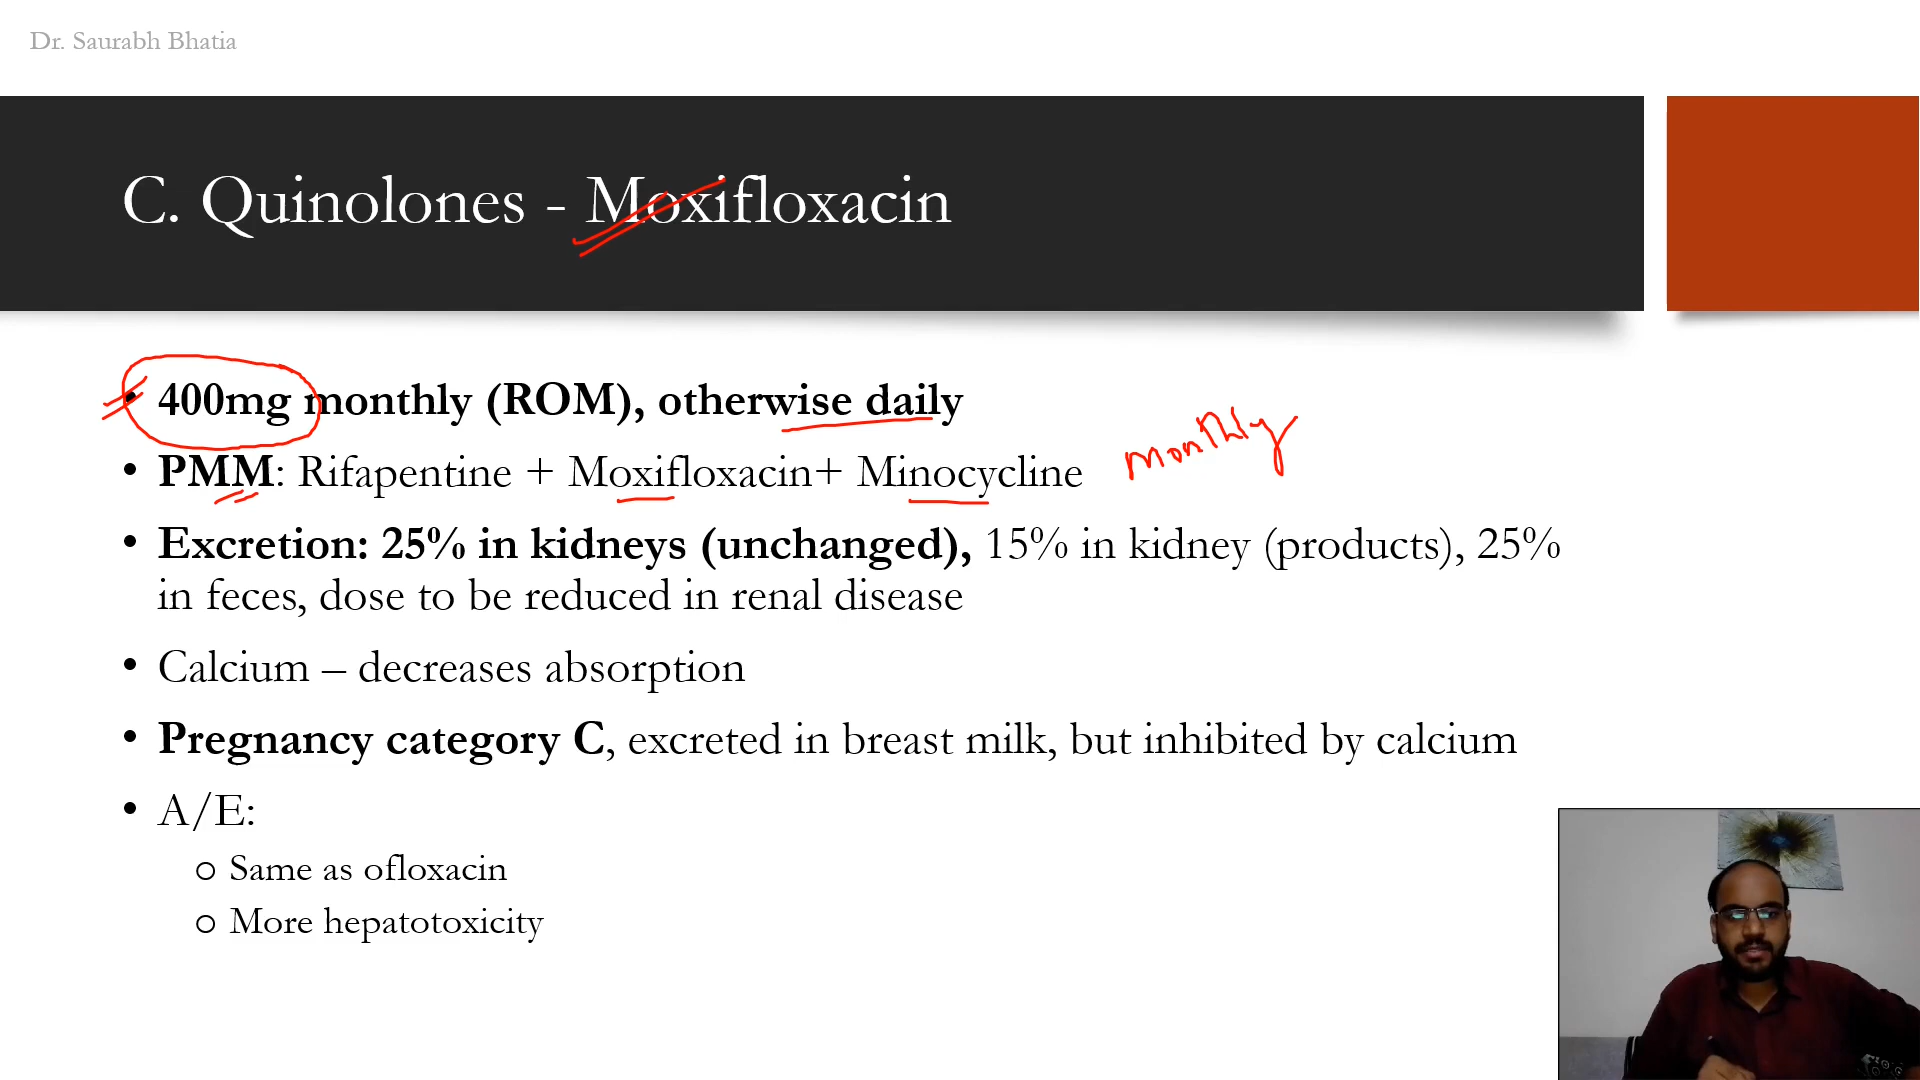 Dr. Saurabh Bhatia
C. Quinolones - Moxifloxacin
• 400mg monthly (ROM), otherwise daily
• PMM: Rifapentine + Moxifloxacin+ Minocycline
monthly
• Excretion: 25% in kidneys (unchanged), 15% in kidney (products), 25%
in feces, dose to be reduced in renal disease
• Calcium – decreases absorption
• Pregnancy category C, excreted in breast milk, but inhibited by calcium
• A/E:
o Same as ofloxacin
o More hepatotoxicity